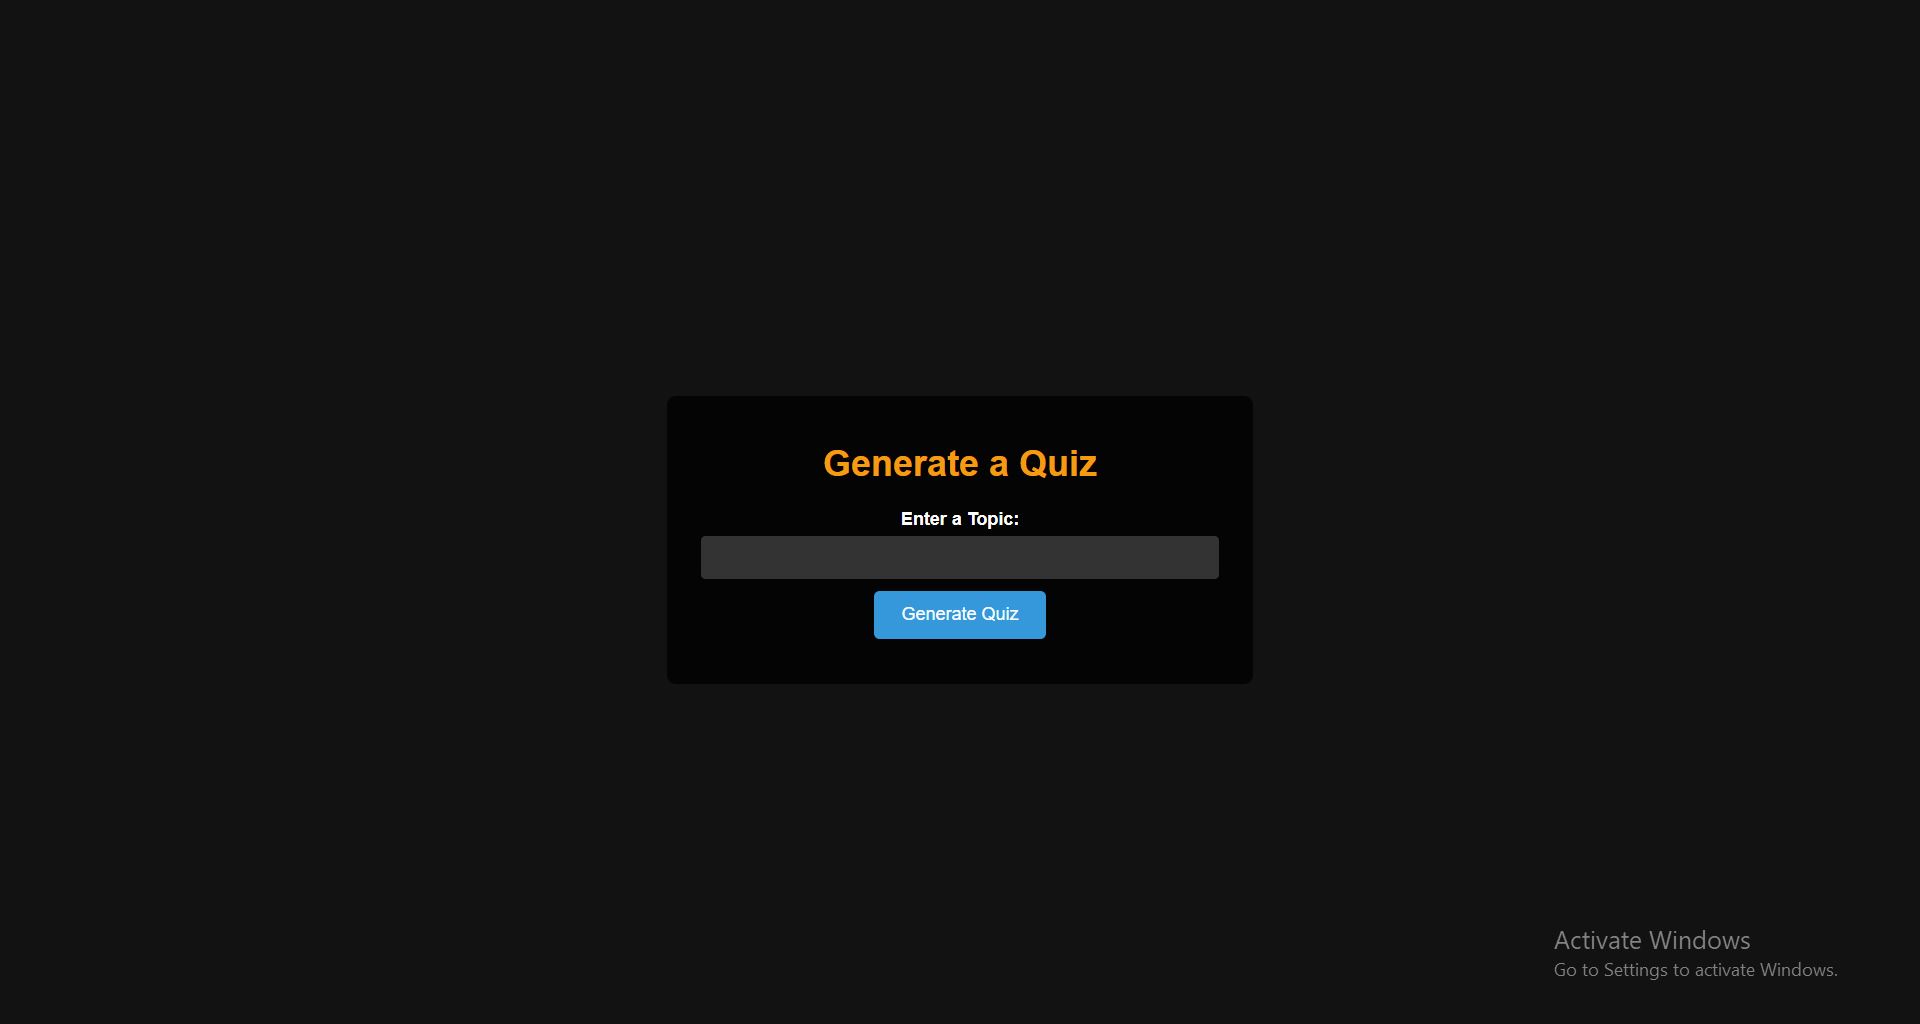 Generate a Quiz
Enter a Topic:
Generate Quiz
Activate Windows
Go to Settings to activate Windows.